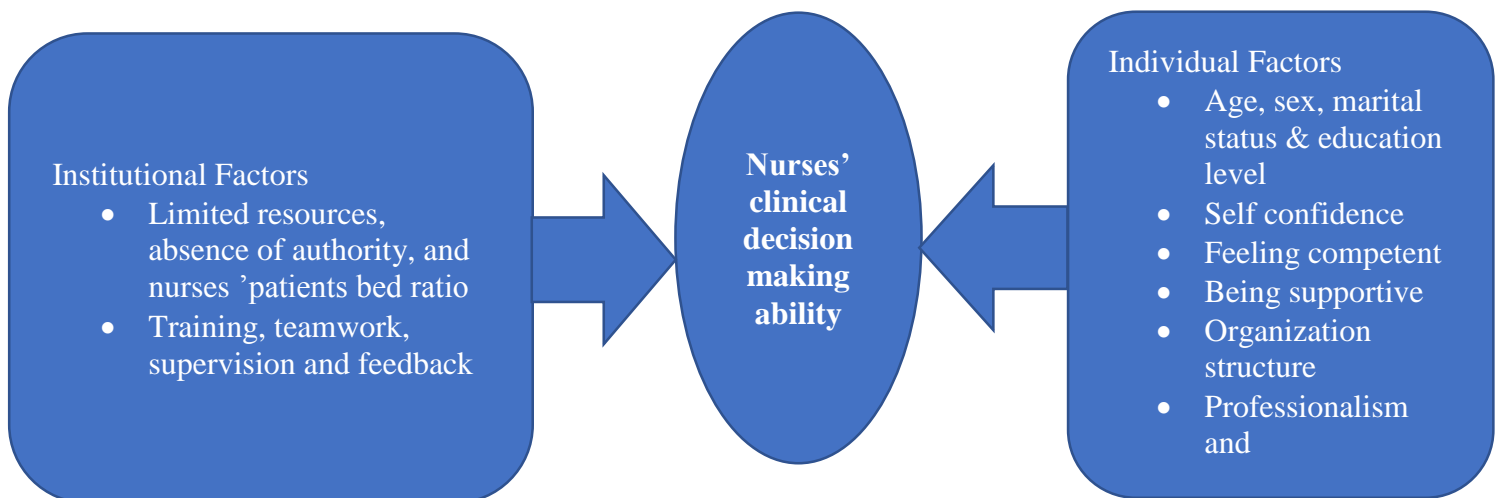 Institutional Factors
• Limited resources,
absence of authority, and
nurses ’patients bed ratio
• Training, teamwork,
supervision and feedback
Nurses’
clinical
decision
making
ability
Individual Factors
• Age, sex, marital
status & education
level
• Self confidence
• Feeling competent
• Being supportive
• Organization
structure
• Professionalism
and